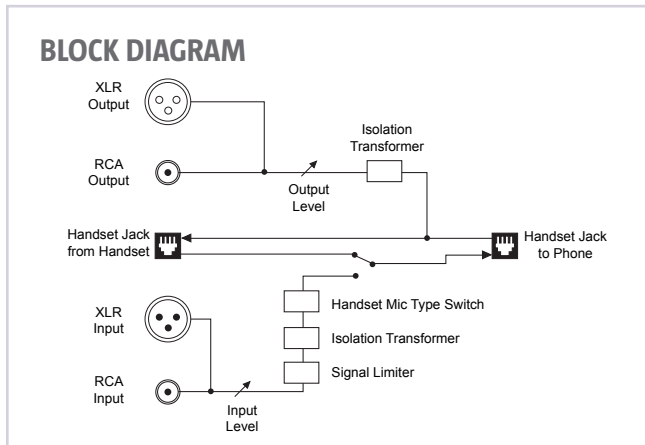 BLOCK DIAGRAM
XLR
Output
Isolation
Transformer
RCA
Output
Output
Level
Handset Jack
from Handset
Handset Jack
to Phone
XLR
Input
Handset Mic Type Switch
Isolation Transformer
Signal Limiter
RCA
Input
Input
Level